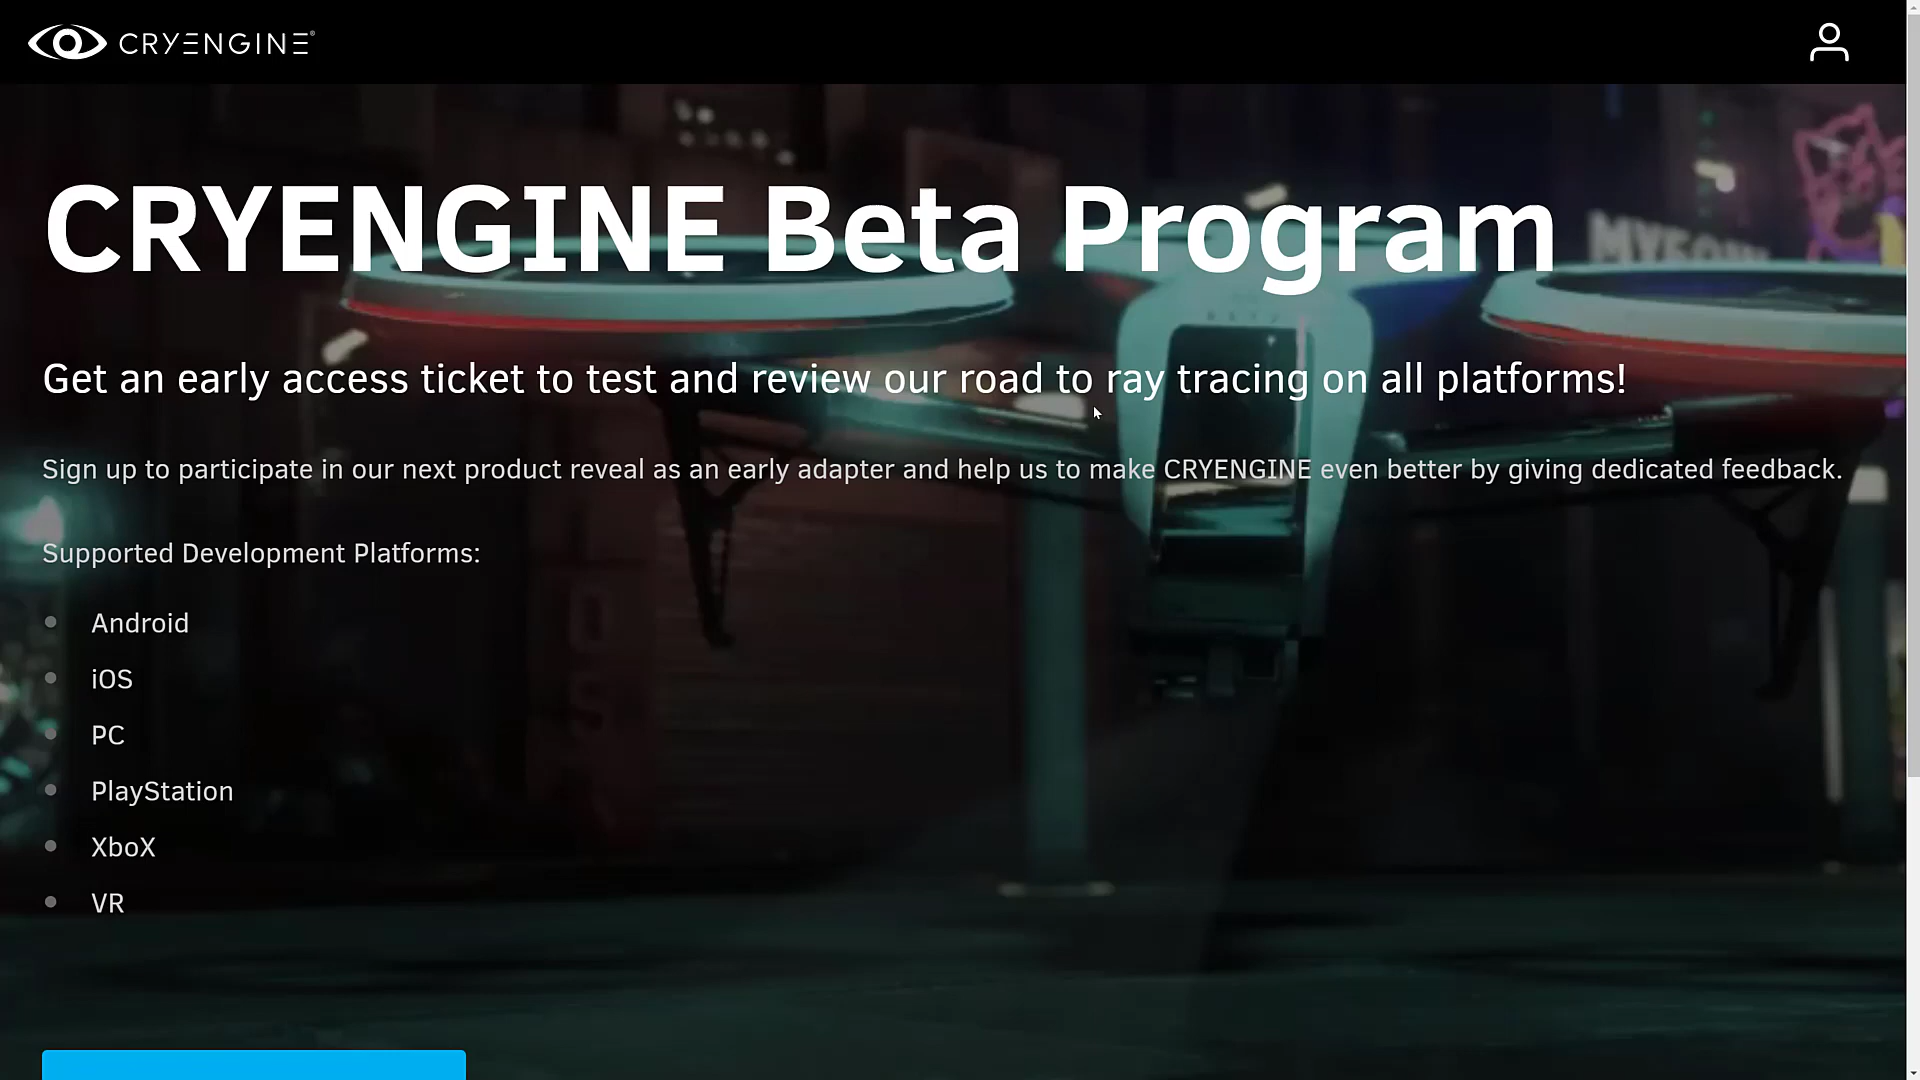 CRYENGINE®
CRYENGINE Beta Program
Get an early access ticket to test and review our road to ray tracing on all platforms!
Sign up to participate in our next product reveal as an early adapter and help us to make CRYENGINE even better by giving dedicated feedback.
Supported Development Platforms:
Android
iOS
PC
PlayStation
XboX
VR